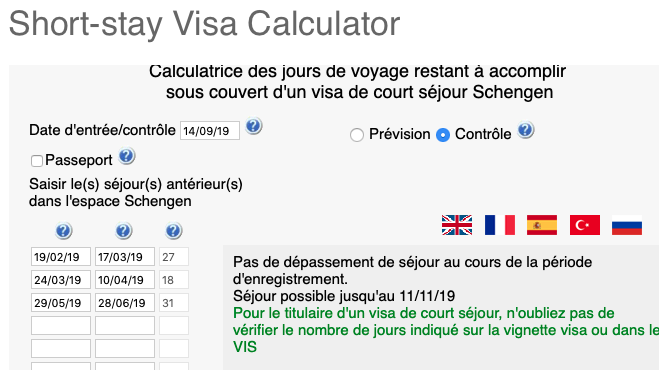 Short-stay Visa Calculator
Calculatrice des jours de voyage restant à accomplir
sous couvert d'un visa de court séjour Schengen
Date d'entrée/contrôle 14/09/19 ? Prévision Contrôle ?
Passeport ?
Saisir le(s) séjour(s) antérieur(s)
dans l'espace Schengen
? ? ?
19/02/19 17/03/19 27
24/03/19 10/04/19 18
29/05/19 28/06/19 31
Pas de dépassement de séjour au cours de la période
d'enregistrement.
Séjour possible jusqu'au 11/11/19
Pour le titulaire d'un visa de court séjour, n'oubliez pas de
vérifier le nombre de jours indiqué sur la vignette visa ou dans le
VIS